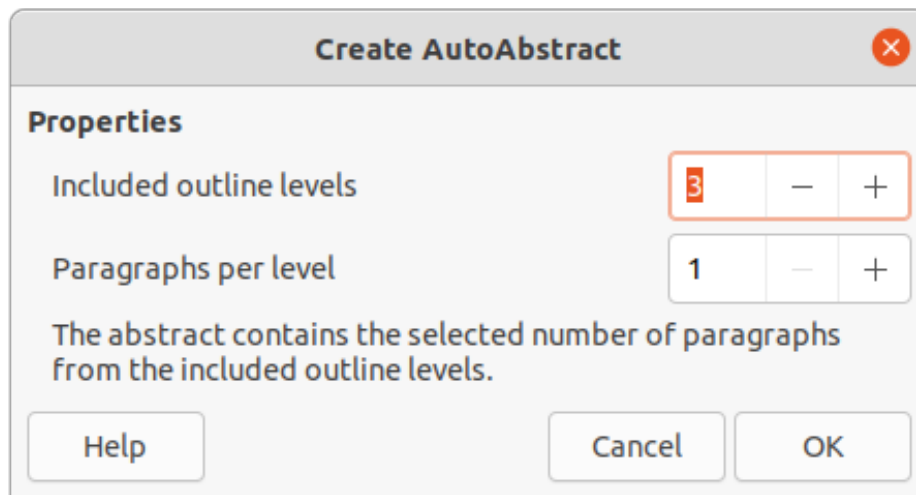 Create AutoAbstract
Properties
Included outline levels 3
Paragraphs per level 1
The abstract contains the selected number of paragraphs
from the included outline levels.
Help Cancel OK